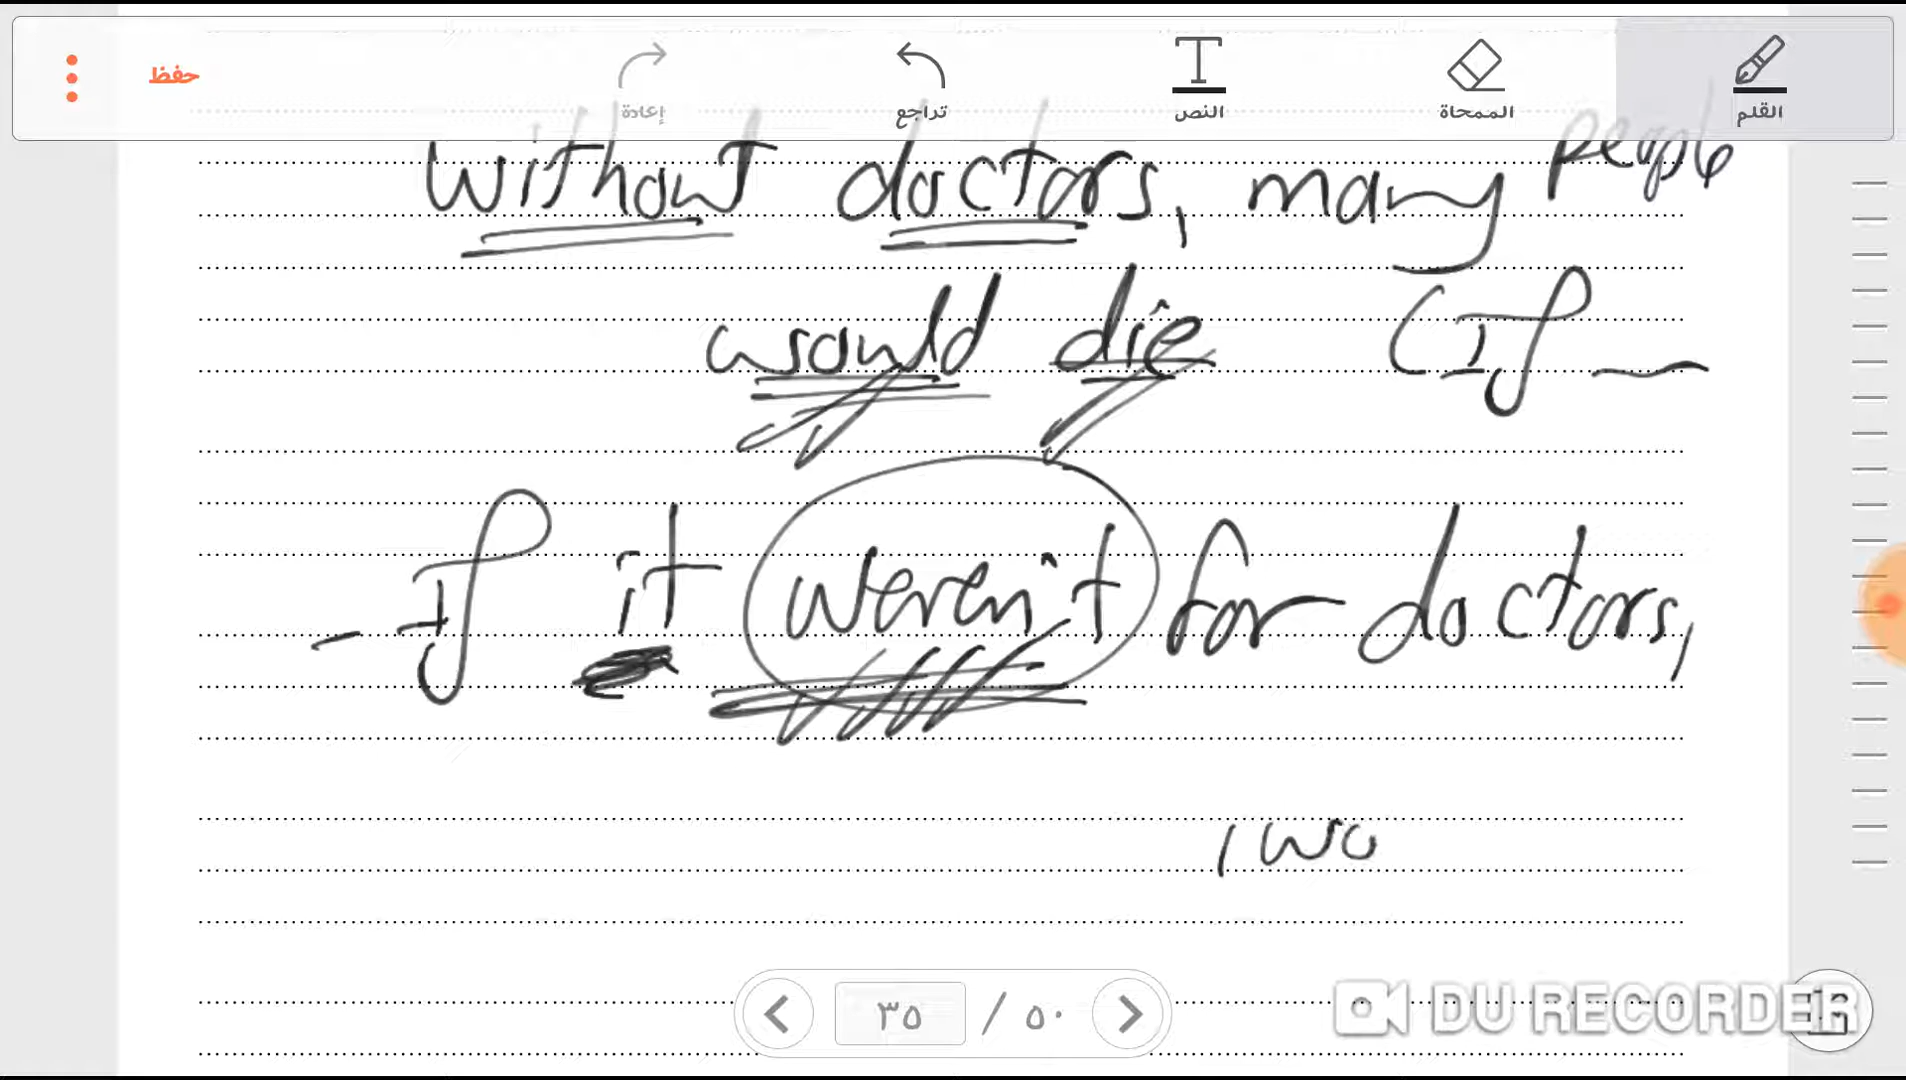 حفظ إعادة تراجع النص الممحاة القلم
without doctors, many people
would die (If
- If it weren't for doctors,
, wo
٣٥ / ٥٠
DU RECORDER